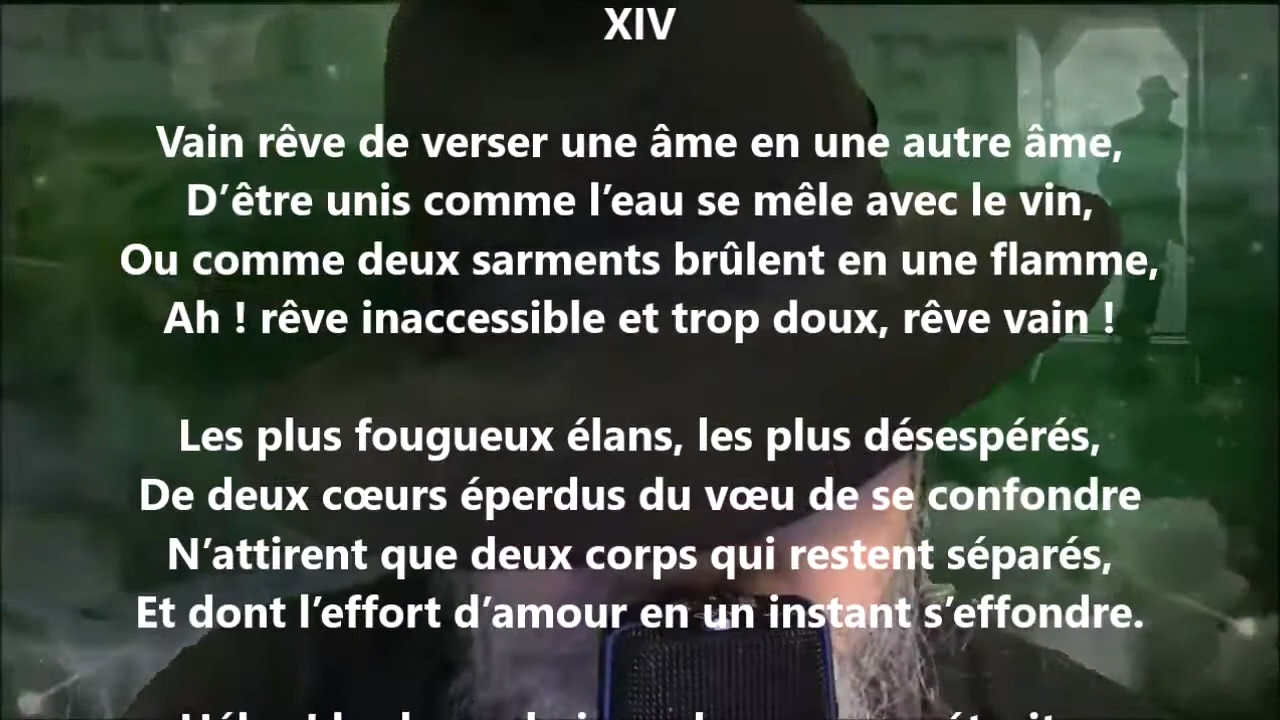 XIV
Vain rêve de verser une âme en une autre âme,
D’être unis comme l’eau se mêle avec le vin,
Ou comme deux sarments brûlent en une flamme,
Ah ! rêve inaccessible et trop doux, rêve vain !
Les plus fougueux élans, les plus désespérés,
De deux cœurs éperdus du vœu de se confondre
N’attirent que deux corps qui restent séparés,
Et dont l’effort d’amour en un instant s’effondre.